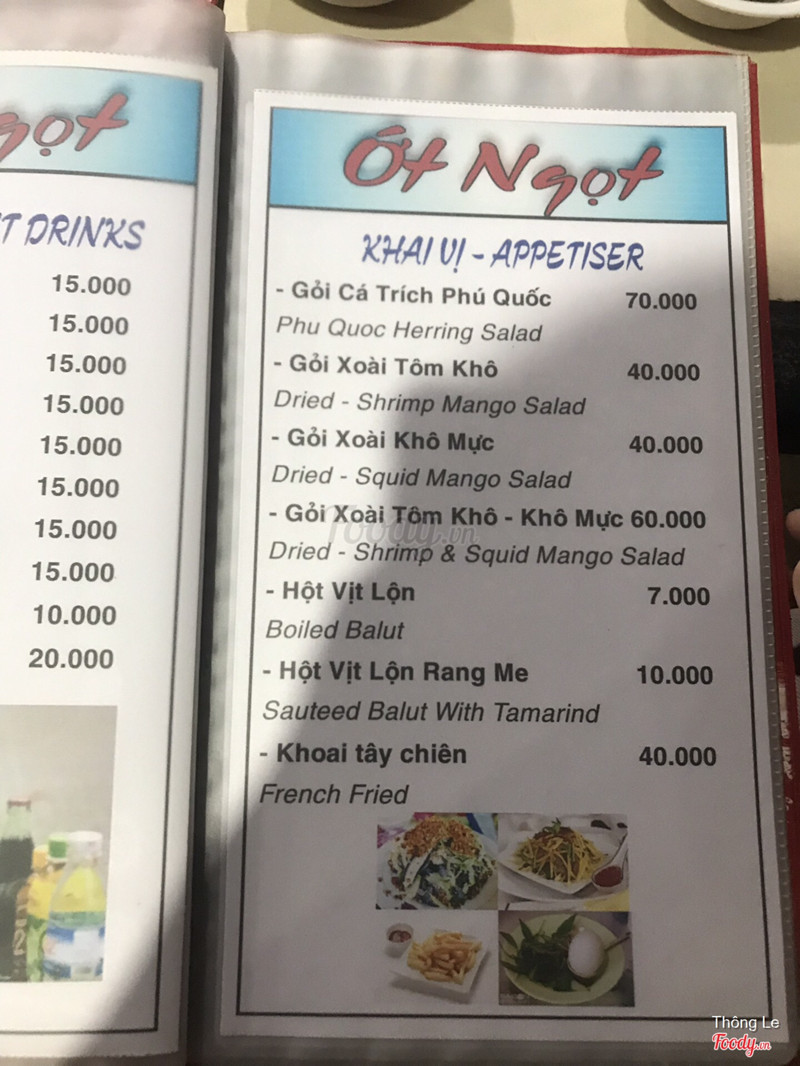 gọt
T DRINKS
15.000
15.000
15.000
15.000
15.000
15.000
15.000
15.000
10.000
20.000
Ớt Ngọt
KHAI VỊ - APPETISER
- Gỏi Cá Trích Phú Quốc 70.000
Phu Quoc Herring Salad
- Gỏi Xoài Tôm Khô 40.000
Dried - Shrimp Mango Salad
- Gỏi Xoài Khô Mực 40.000
Dried - Squid Mango Salad
- Gỏi Xoài Tôm Khô - Khô Mực 60.000
Dried - Shrimp & Squid Mango Salad
- Hột Vịt Lộn 7.000
Boiled Balut
- Hột Vịt Lộn Rang Me 10.000
Sauteed Balut With Tamarind
- Khoai tây chiên 40.000
French Fried
Foody.vn
Thông Le
Foody.vn